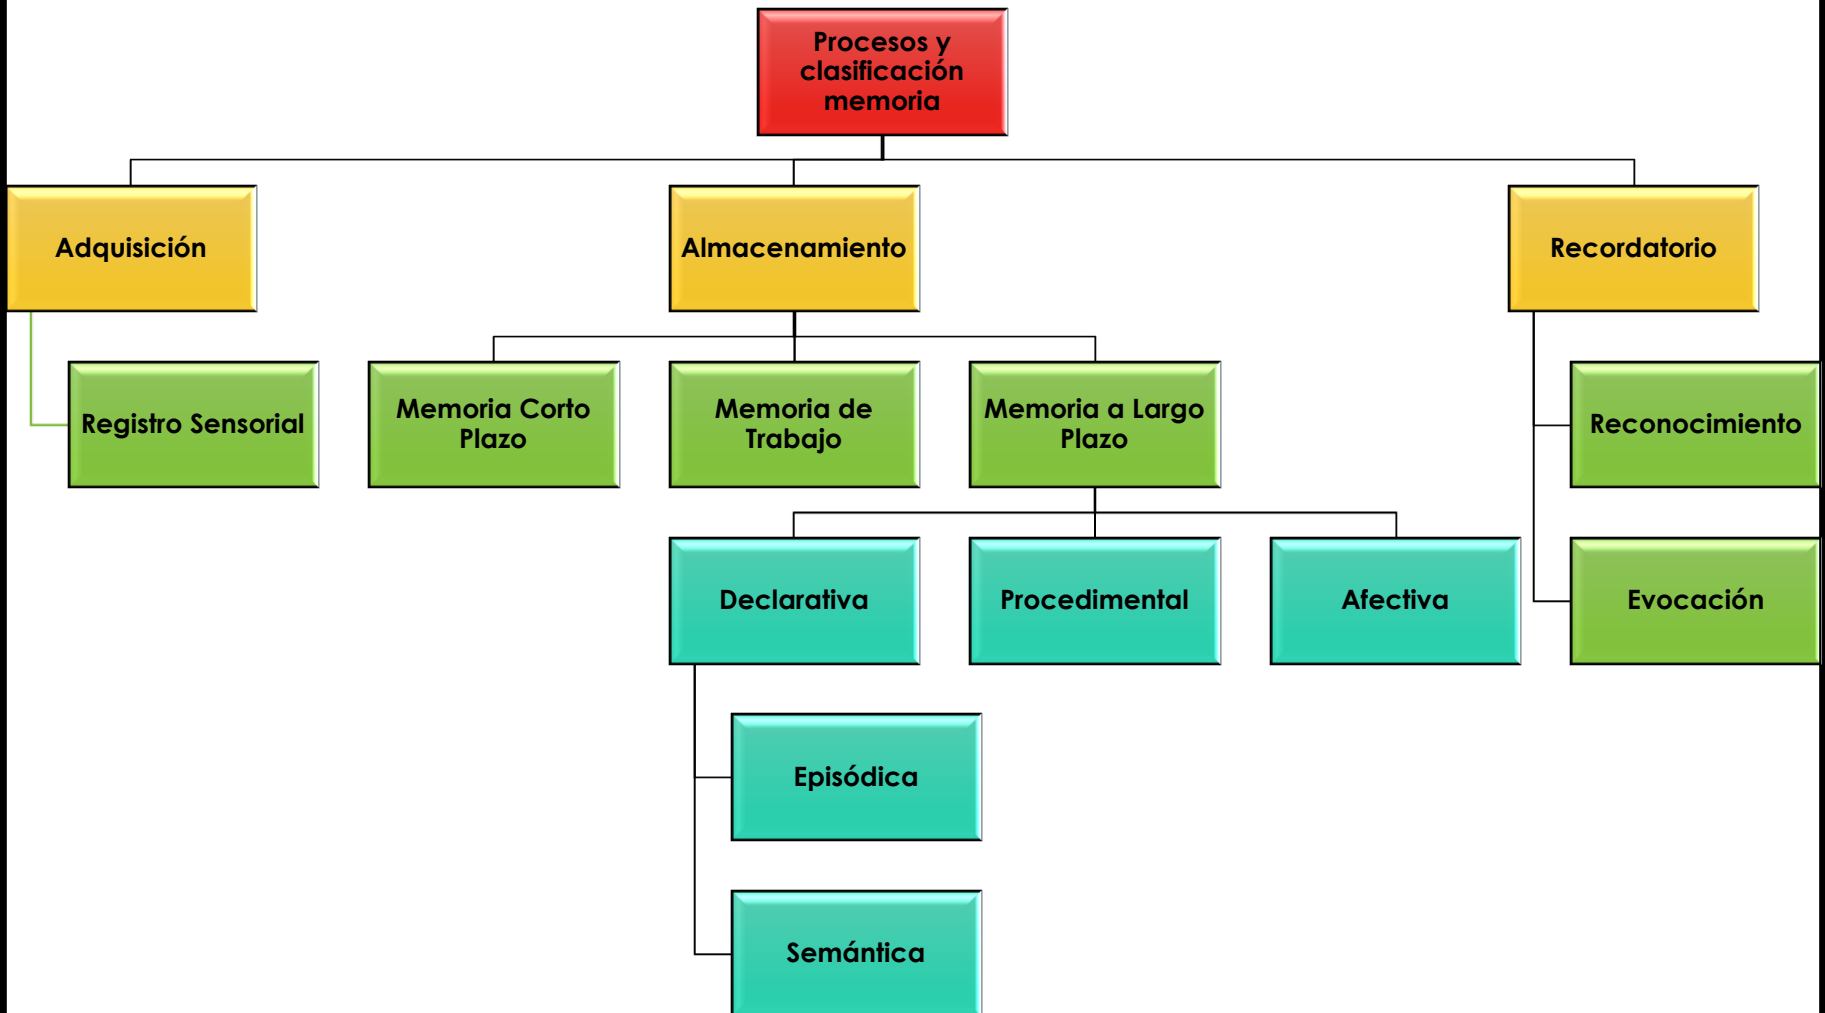 Procesos y
clasificación
memoria
Adquisición
Almacenamiento
Recordatorio
Registro Sensorial
Memoria Corto
Plazo
Memoria de
Trabajo
Memoria a Largo
Plazo
Reconocimiento
Declarativa
Procedimental
Afectiva
Evocación
Episódica
Semántica